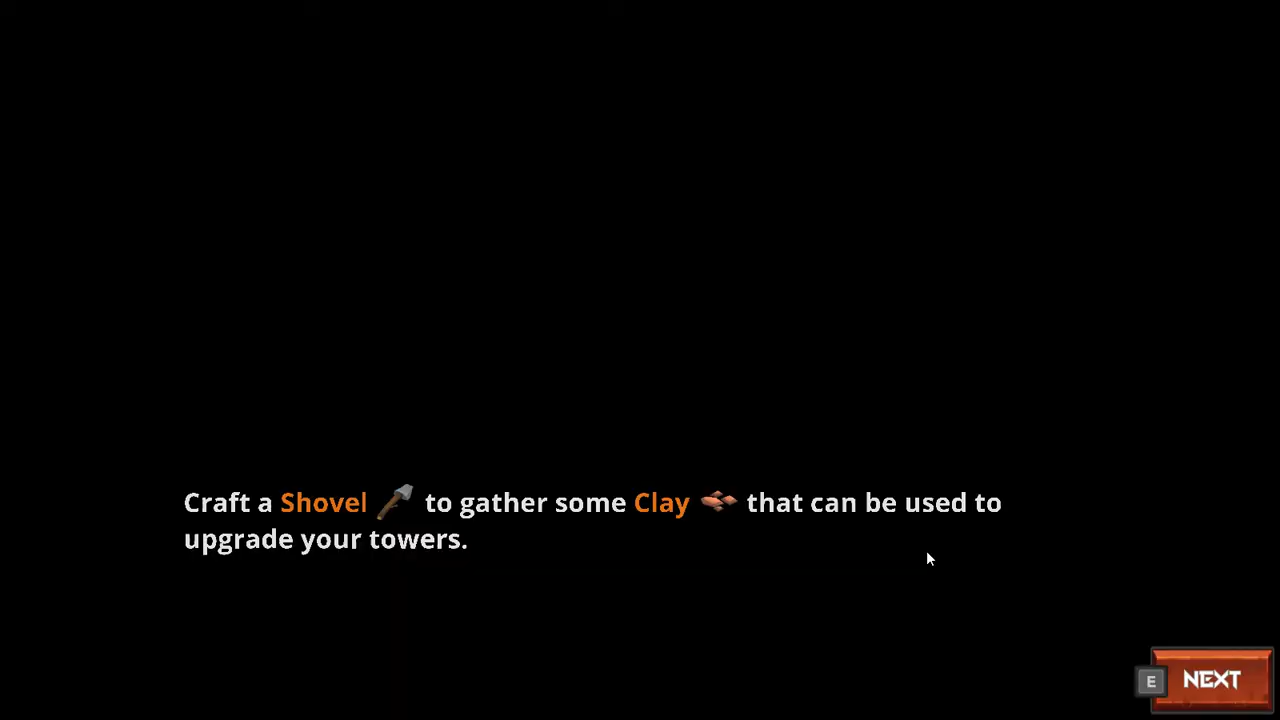 Craft a Shovel to gather some Clay that can be used to
upgrade your towers.
E NEXT